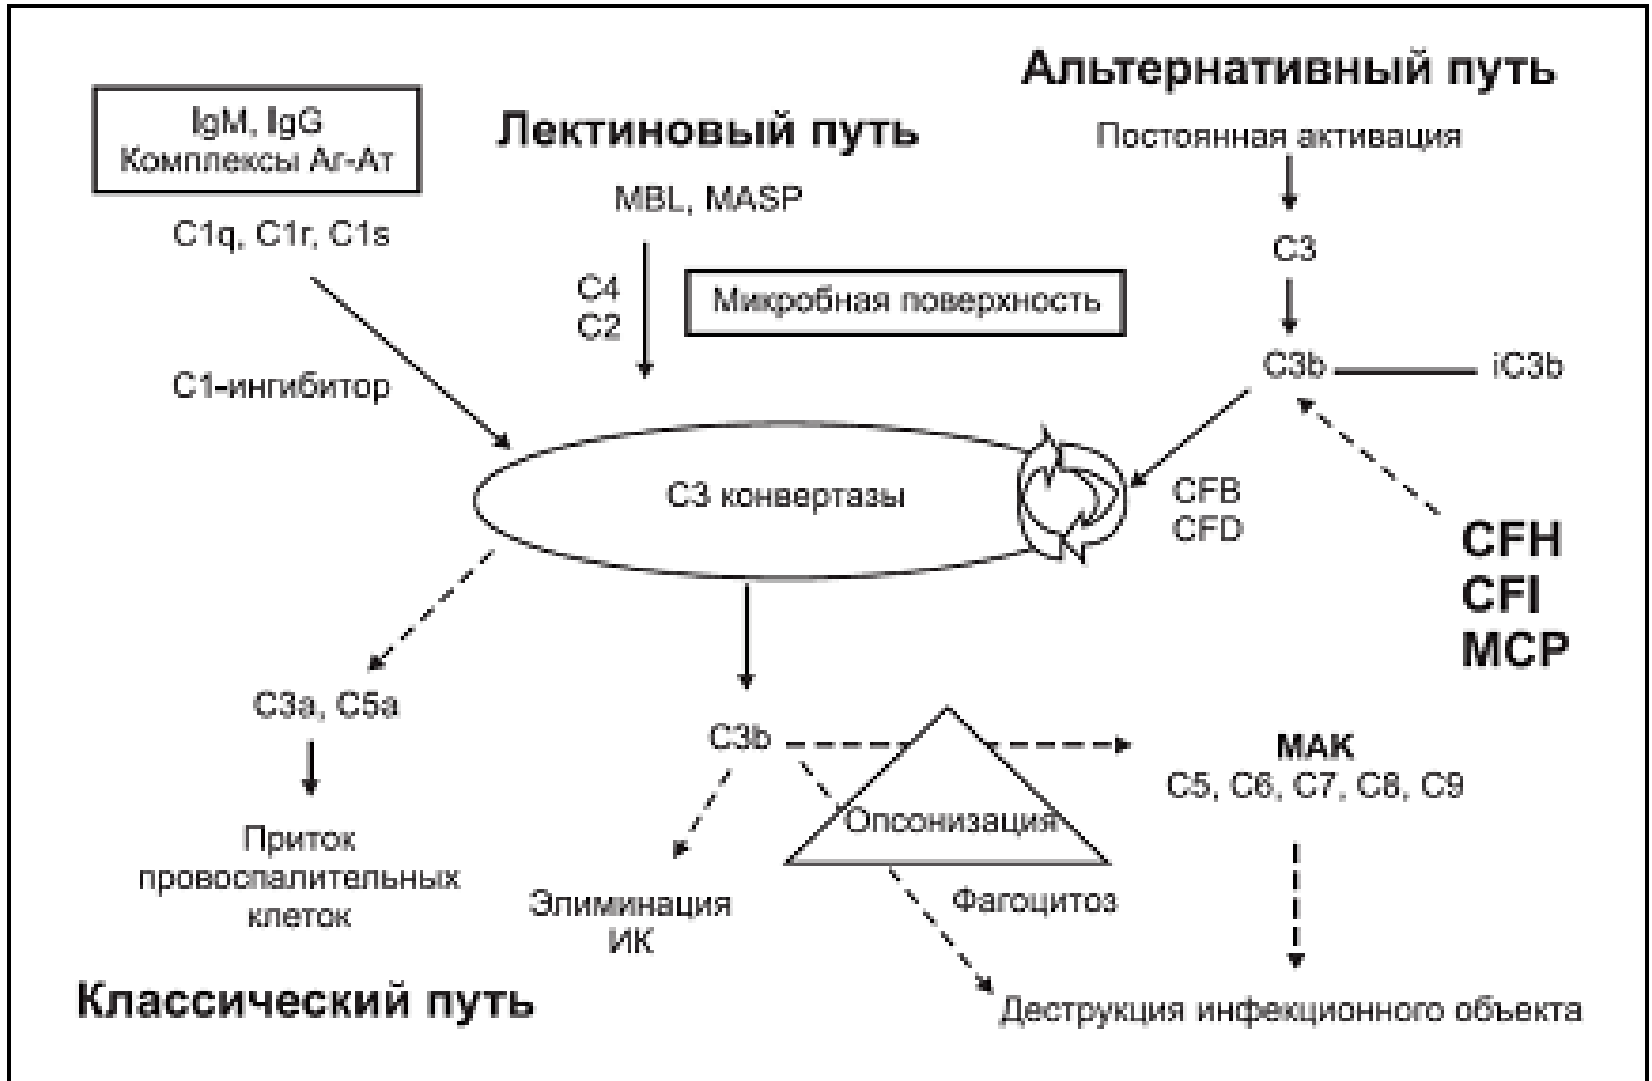 Альтернативный путь
Постоянная активация
IgM, IgG
Комплексы Аг-Ат
Лектиновый путь
MBL, MASP
C1q, C1r, C1s
C3
C4
C2
Микробная поверхность
C3b
iC3b
С1-ингибитор
С3 конвертазы
CFB
CFD
CFH
CFI
MCP
C3a, C5a
C3b
МАК
C5, C6, C7, C8, C9
Опсонизация
Приток
провоспалительных
клеток
Элиминация
ИК
Фагоцитоз
Классический путь
Деструкция инфекционного объекта